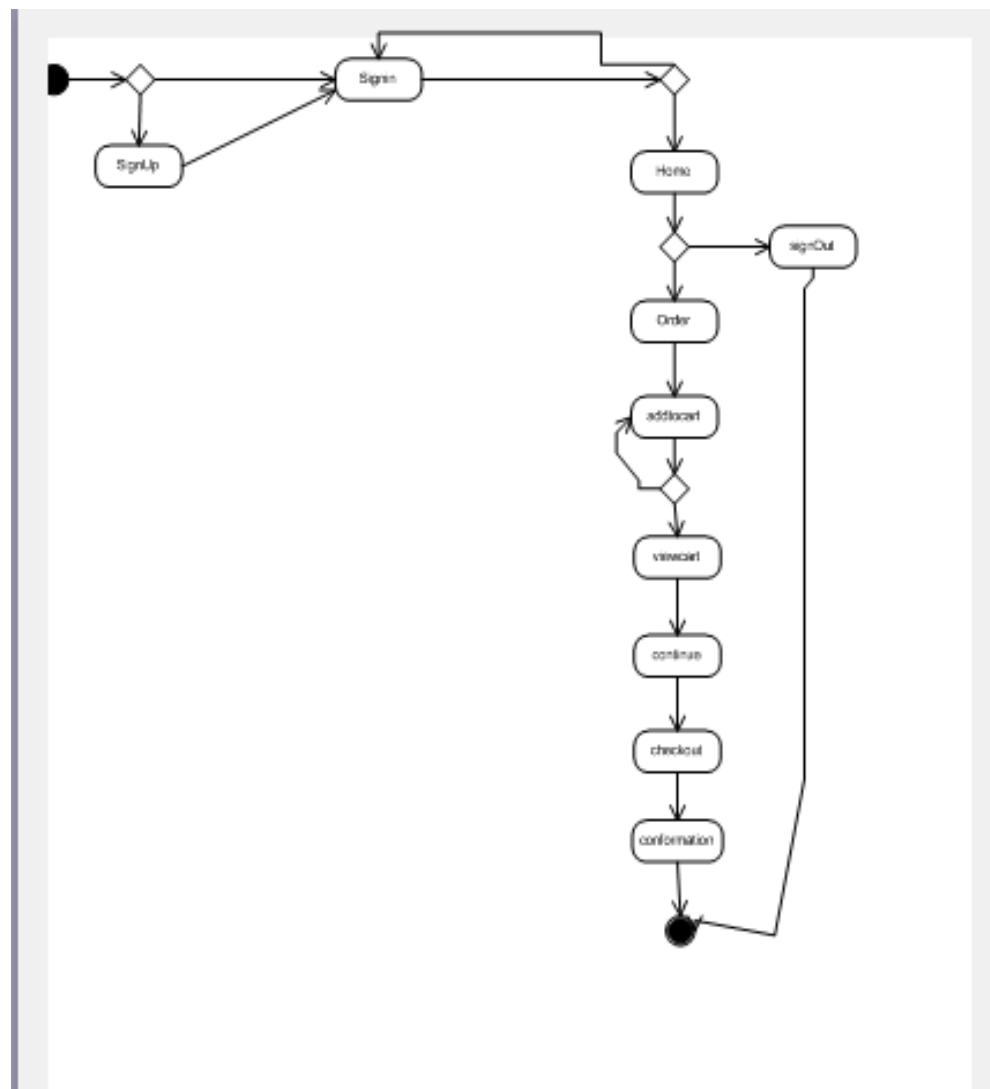 SignIn
SignUp
Home
signOut
Order
addtocart
viewcart
continue
checkout
conformation